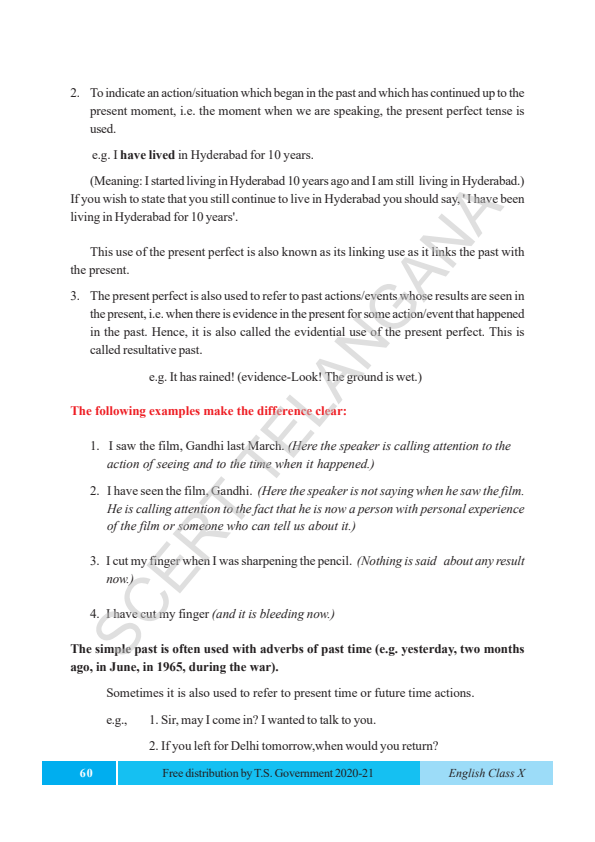 2. To indicate an action/situation which began in the past and which has continued up to the
present moment, i.e. the moment when we are speaking, the present perfect tense is
used.
e.g. I have lived in Hyderabad for 10 years.
(Meaning: I started living in Hyderabad 10 years ago and I am still living in Hyderabad.)
If you wish to state that you still continue to live in Hyderabad you should say, 'I have been
living in Hyderabad for 10 years'.
This use of the present perfect is also known as its linking use as it links the past with
the present.
3. The present perfect is also used to refer to past actions/events whose results are seen in
the present, i.e. when there is evidence in the present for some action/event that happened
in the past. Hence, it is also called the evidential use of the present perfect. This is
called resultative past.
e.g. It has rained! (evidence-Look! The ground is wet.)
The following examples make the difference clear:
1. I saw the film, Gandhi last March. (Here the speaker is calling attention to the
action of seeing and to the time when it happened.)
2. I have seen the film, Gandhi. (Here the speaker is not saying when he saw the film.
He is calling attention to the fact that he is now a person with personal experience
of the film or someone who can tell us about it.)
3. I cut my finger when I was sharpening the pencil. (Nothing is said about any result
now.)
4. I have cut my finger (and it is bleeding now.)
The simple past is often used with adverbs of past time (e.g. yesterday, two months
ago, in June, in 1965, during the war).
Sometimes it is also used to refer to present time or future time actions.
e.g., 1. Sir, may I come in? I wanted to talk to you.
2. If you left for Delhi tomorrow,when would you return?
60 Free distribution by T.S. Government 2020-21 English Class X
SCERT TELANGANA